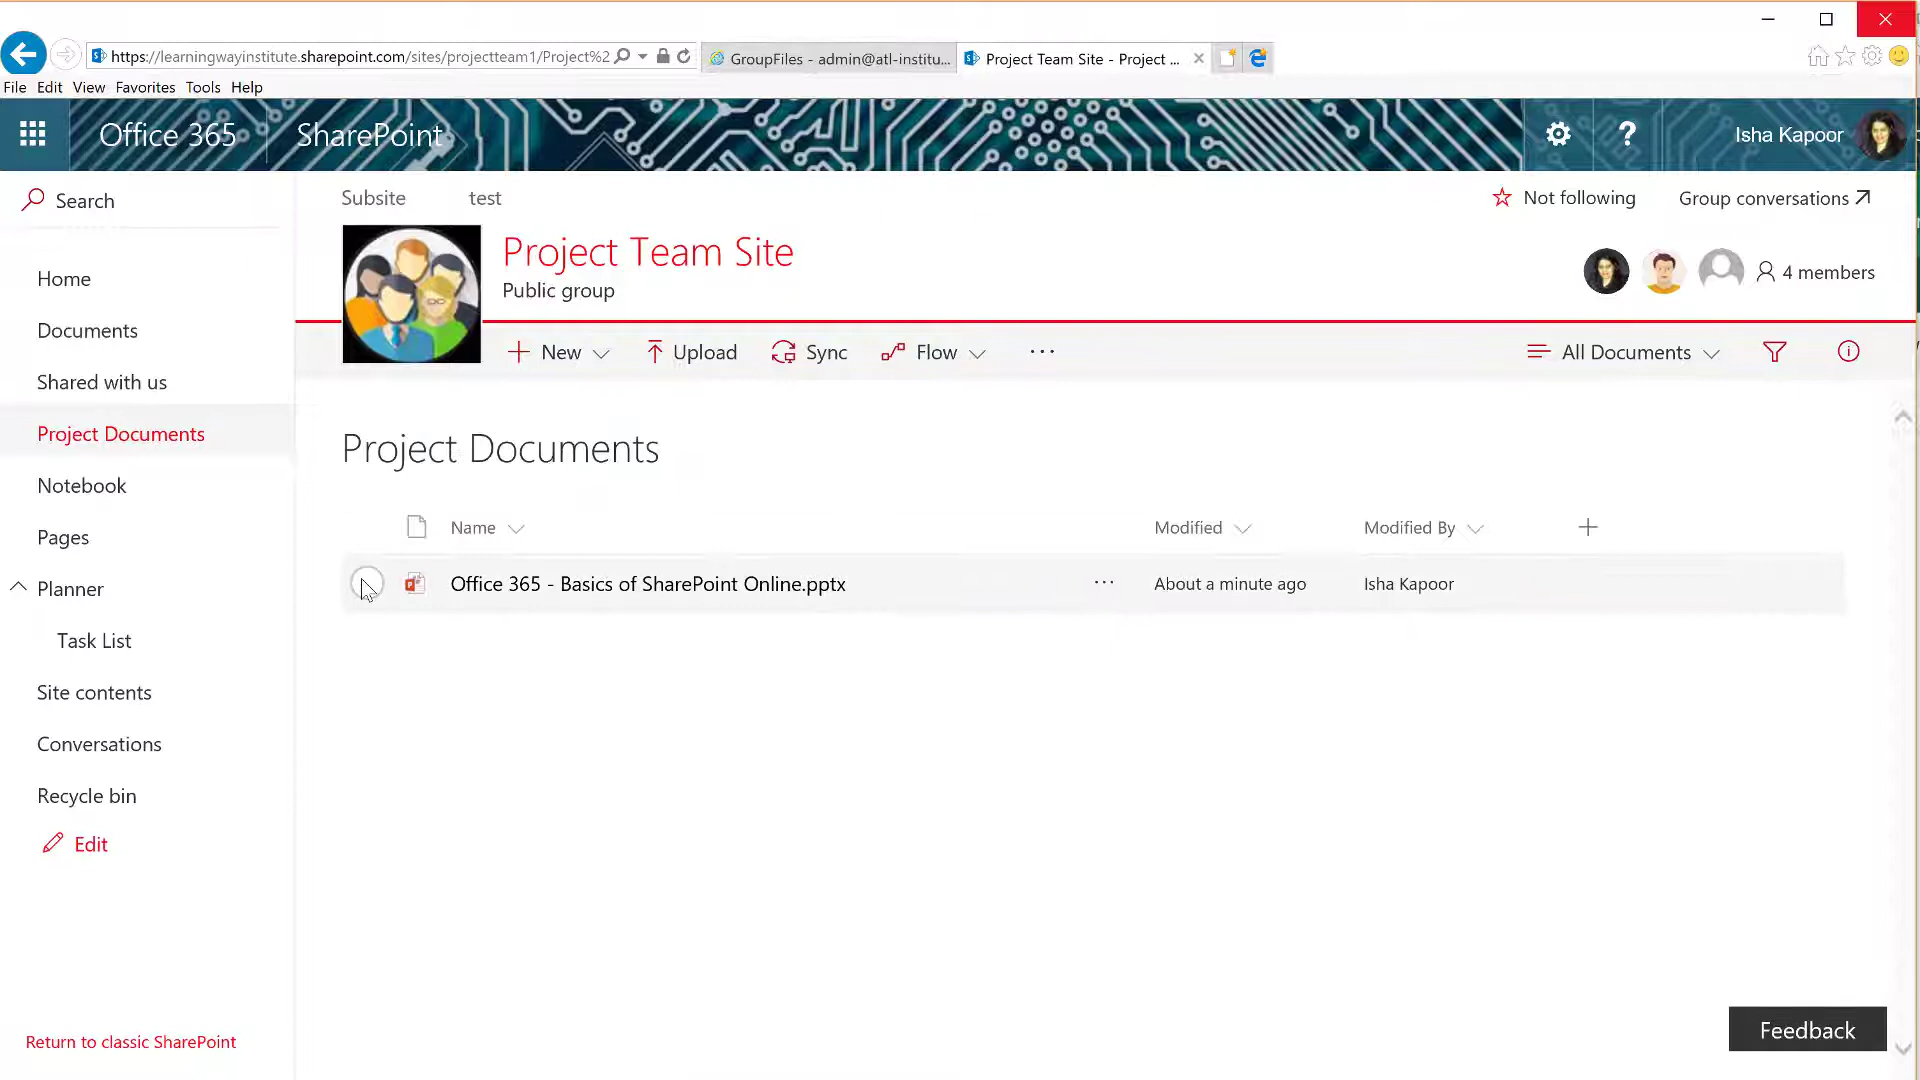 https://learningwayinstitute.sharepoint.com/sites/projectteam1/Project%2
GroupFiles - admin@atl-institu...
Project Team Site - Project ...
File Edit View Favorites Tools Help
Office 365 SharePoint Isha Kapoor
Search
Subsite test
Not following
Group conversations
Project Team Site
Public group
4 members
New Upload Sync Flow ... All Documents
Home
Documents
Shared with us
Project Documents
Notebook
Pages
Planner
Task List
Site contents
Conversations
Recycle bin
Edit
Return to classic SharePoint
Project Documents
Name Modified Modified By
Office 365 - Basics of SharePoint Online.pptx ... About a minute ago Isha Kapoor
Feedback